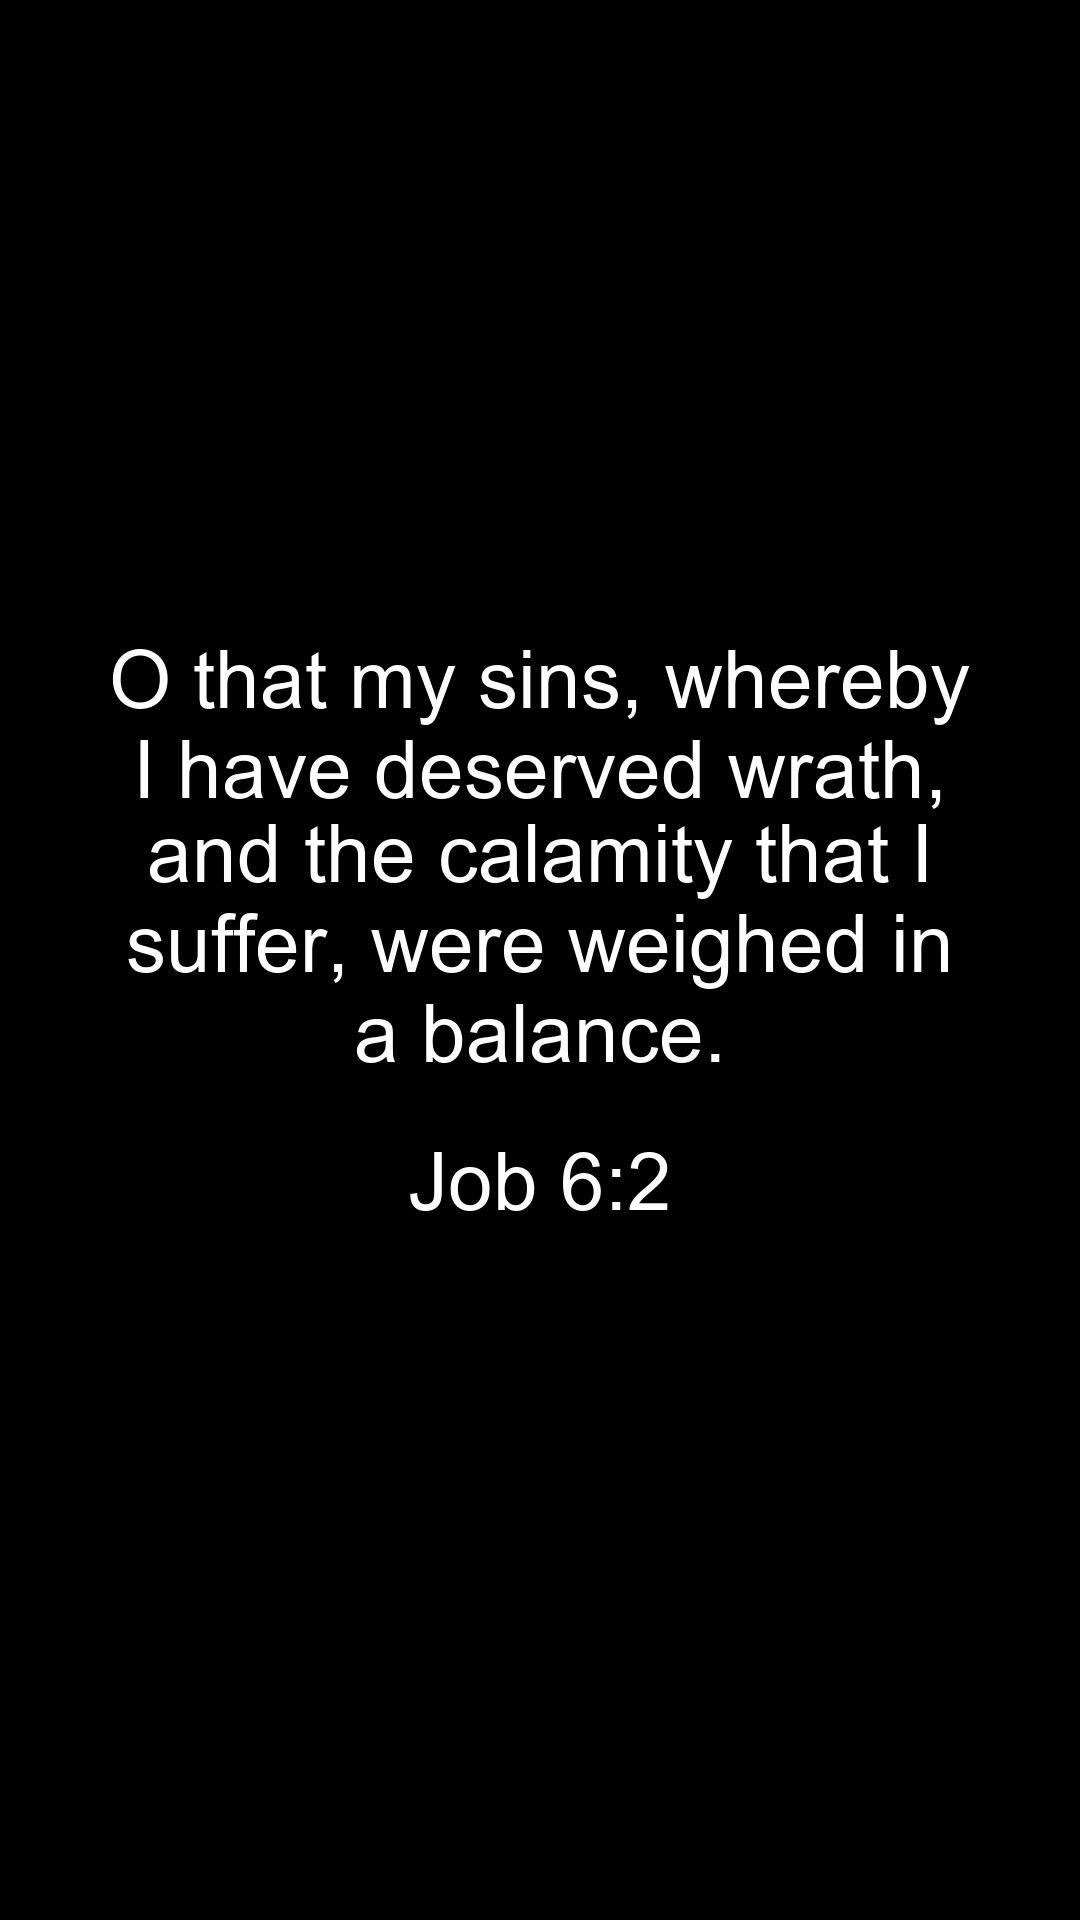 O that my sins, whereby
I have deserved wrath,
and the calamity that I
suffer, were weighed in
a balance.
Job 6:2